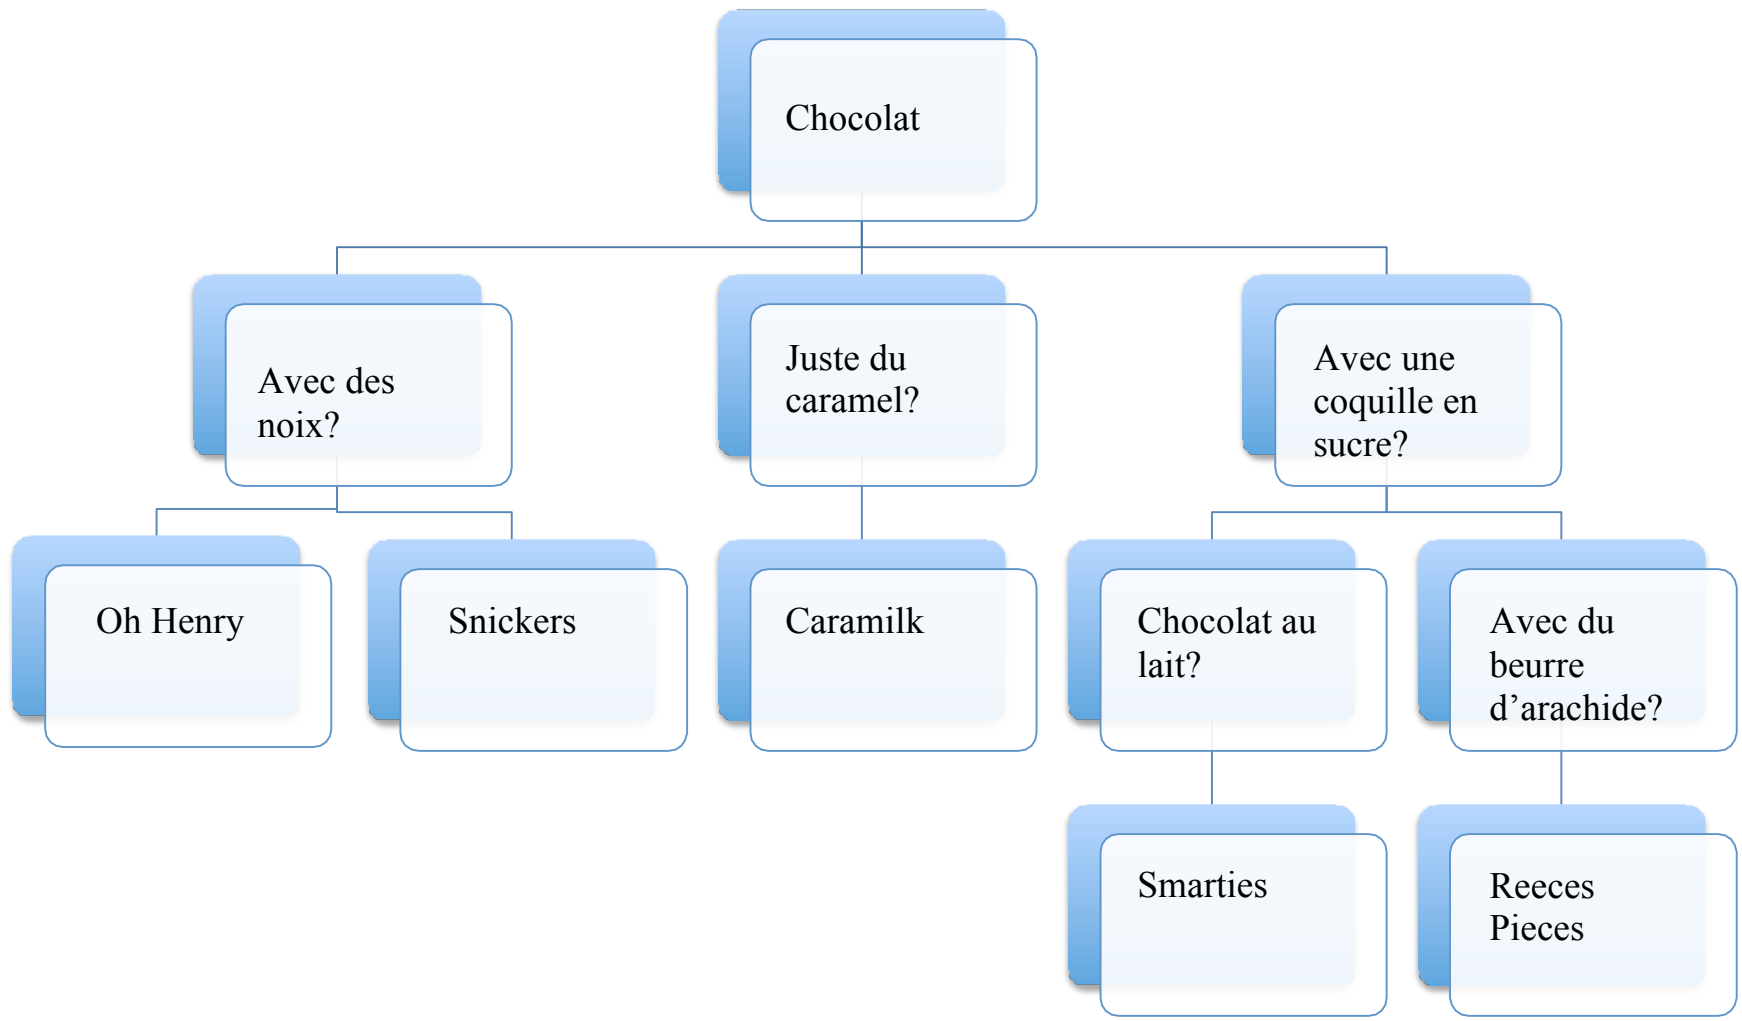 Chocolat
Avec des
noix?
Juste du
caramel?
Avec une
coquille en
sucre?
Oh Henry
Snickers
Caramilk
Chocolat au
lait?
Avec du
beurre
d’arachide?
Smarties
Reeces
Pieces